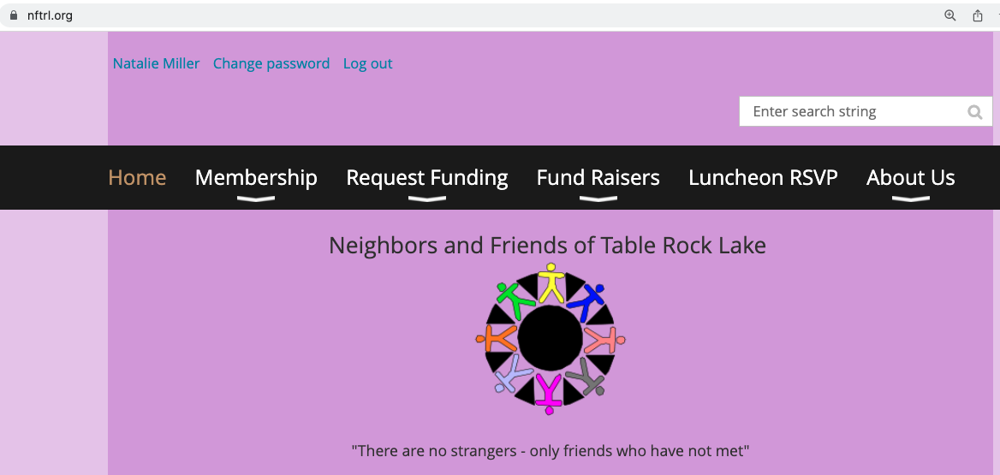 nftrl.org
Natalie Miller Change password Log out
Enter search string
Home Membership Request Funding Fund Raisers Luncheon RSVP About Us
Neighbors and Friends of Table Rock Lake
"There are no strangers - only friends who have not met"